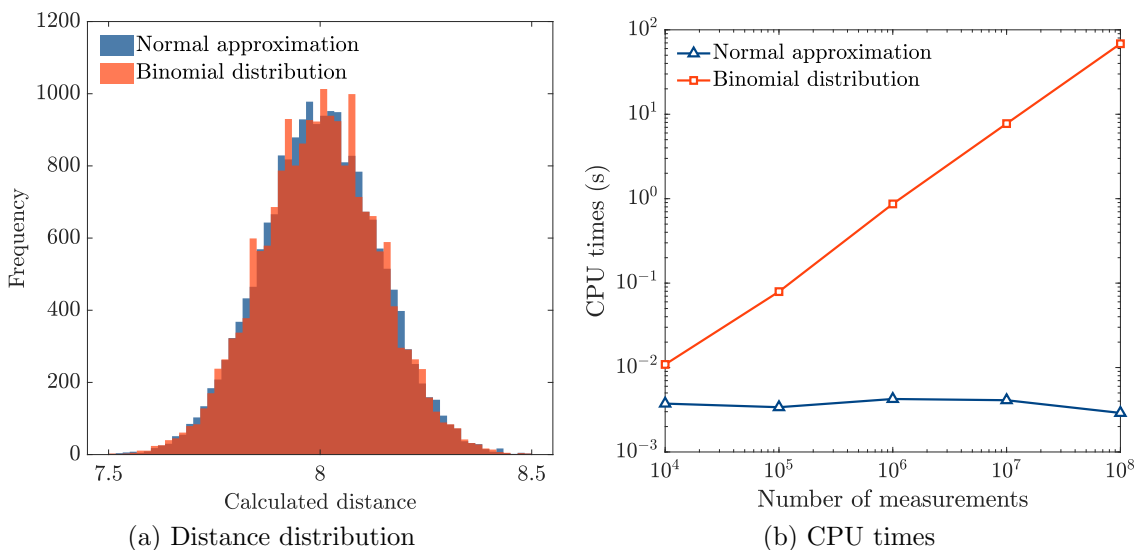 1200
1000
800
600
400
200
0
Frequency
Normal approximation
Binomial distribution
7.5
8
8.5
Calculated distance
(a) Distance distribution
10^2
10^1
10^0
10^-1
10^-2
10^-3
CPU times (s)
Normal approximation
Binomial distribution
10^4
10^5
10^6
10^7
10^8
Number of measurements
(b) CPU times